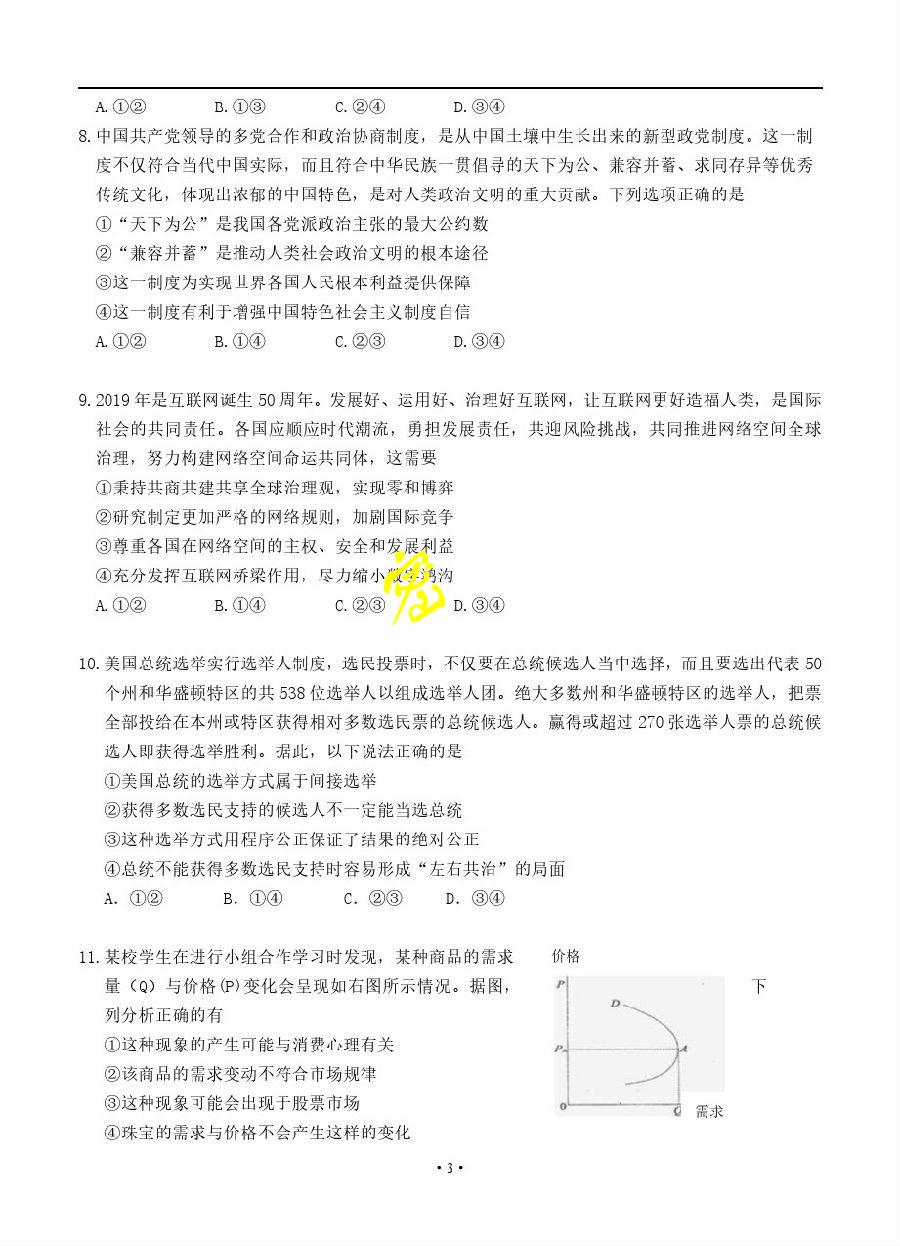 A.①② B.①③ C.②④ D.③④
8.中国共产党领导的多党合作和政治协商制度，是从中国土壤中生长出来的新型政党制度。这一制
度不仅符合当代中国实际，而且符合中华民族一贯倡导的天下为公、兼容并蓄、求同存异等优秀
传统文化，体现出浓郁的中国特色，是对人类政治文明的重大贡献。下列选项正确的是
①“天下为公”是我国各党派政治主张的最大公约数
②“兼容并蓄”是推动人类社会政治文明的根本途径
③这一制度为实现世界各国人民根本利益提供保障
④这一制度有利于增强中国特色社会主义制度自信
A.①② B.①④ C.②③ D.③④
9.2019年是互联网诞生50周年。发展好、运用好、治理好互联网，让互联网更好造福人类，是国际
社会的共同责任。各国应顺应时代潮流，勇担发展责任，共迎风险挑战，共同推进网络空间全球
治理，努力构建网络空间命运共同体，这需要
①秉持共商共建共享全球治理观，实现零和博弈
②研究制定更加严格的网络规则，加剧国际竞争
③尊重各国在网络空间的主权、安全和发展利益
④充分发挥互联网桥梁作用，尽力缩小数字鸿沟
A.①② B.①④ C.②③ D.③④
10.美国总统选举实行选举人制度，选民投票时，不仅要在总统候选人当中选择，而且要选出代表50
个州和华盛顿特区的共538位选举人以组成选举人团。绝大多数州和华盛顿特区的选举人，把票
全部投给在本州或特区获得相对多数选民票的总统候选人。赢得或超过270张选举人票的总统候
选人即获得选举胜利。据此，以下说法正确的是
①美国总统的选举方式属于间接选举
②获得多数选民支持的候选人不一定能当选总统
③这种选举方式用程序公正保证了结果的绝对公正
④总统不能获得多数选民支持时容易形成“左右共治”的局面
A．①② B．①④ C．②③ D．③④
11.某校学生在进行小组合作学习时发现，某种商品的需求 价格
量（Q）与价格(P)变化会呈现如右图所示情况。据图， 下
列分析正确的有
①这种现象的产生可能与消费心理有关
②该商品的需求变动不符合市场规律
③这种现象可能会出现于股票市场
④珠宝的需求与价格不会产生这样的变化
P
D
A
0
需求
•3•